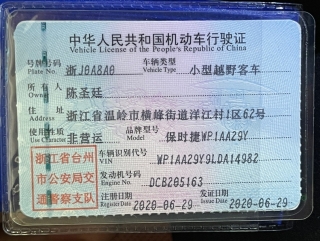 中华人民共和国机动车行驶证
Vehicle License of the People's Republic of China
号牌号码 Plate No. 浙J0A8A0 车辆类型 Vehicle Type 小型越野客车
所有人 Owner 陈圣廷
住址 Address 浙江省温岭市横峰街道洋江村1区62号
使用性质 Use Character 非营运 品牌型号 Model 保时捷WP1AA29Y
浙江省台州市公安局交通警察支队
车辆识别代号 VIN WP1AA29Y9LDA14982
发动机号码 Engine No. DCB205163
注册日期 Register Date 2020-06-29 发证日期 Issue Date 2020-06-29